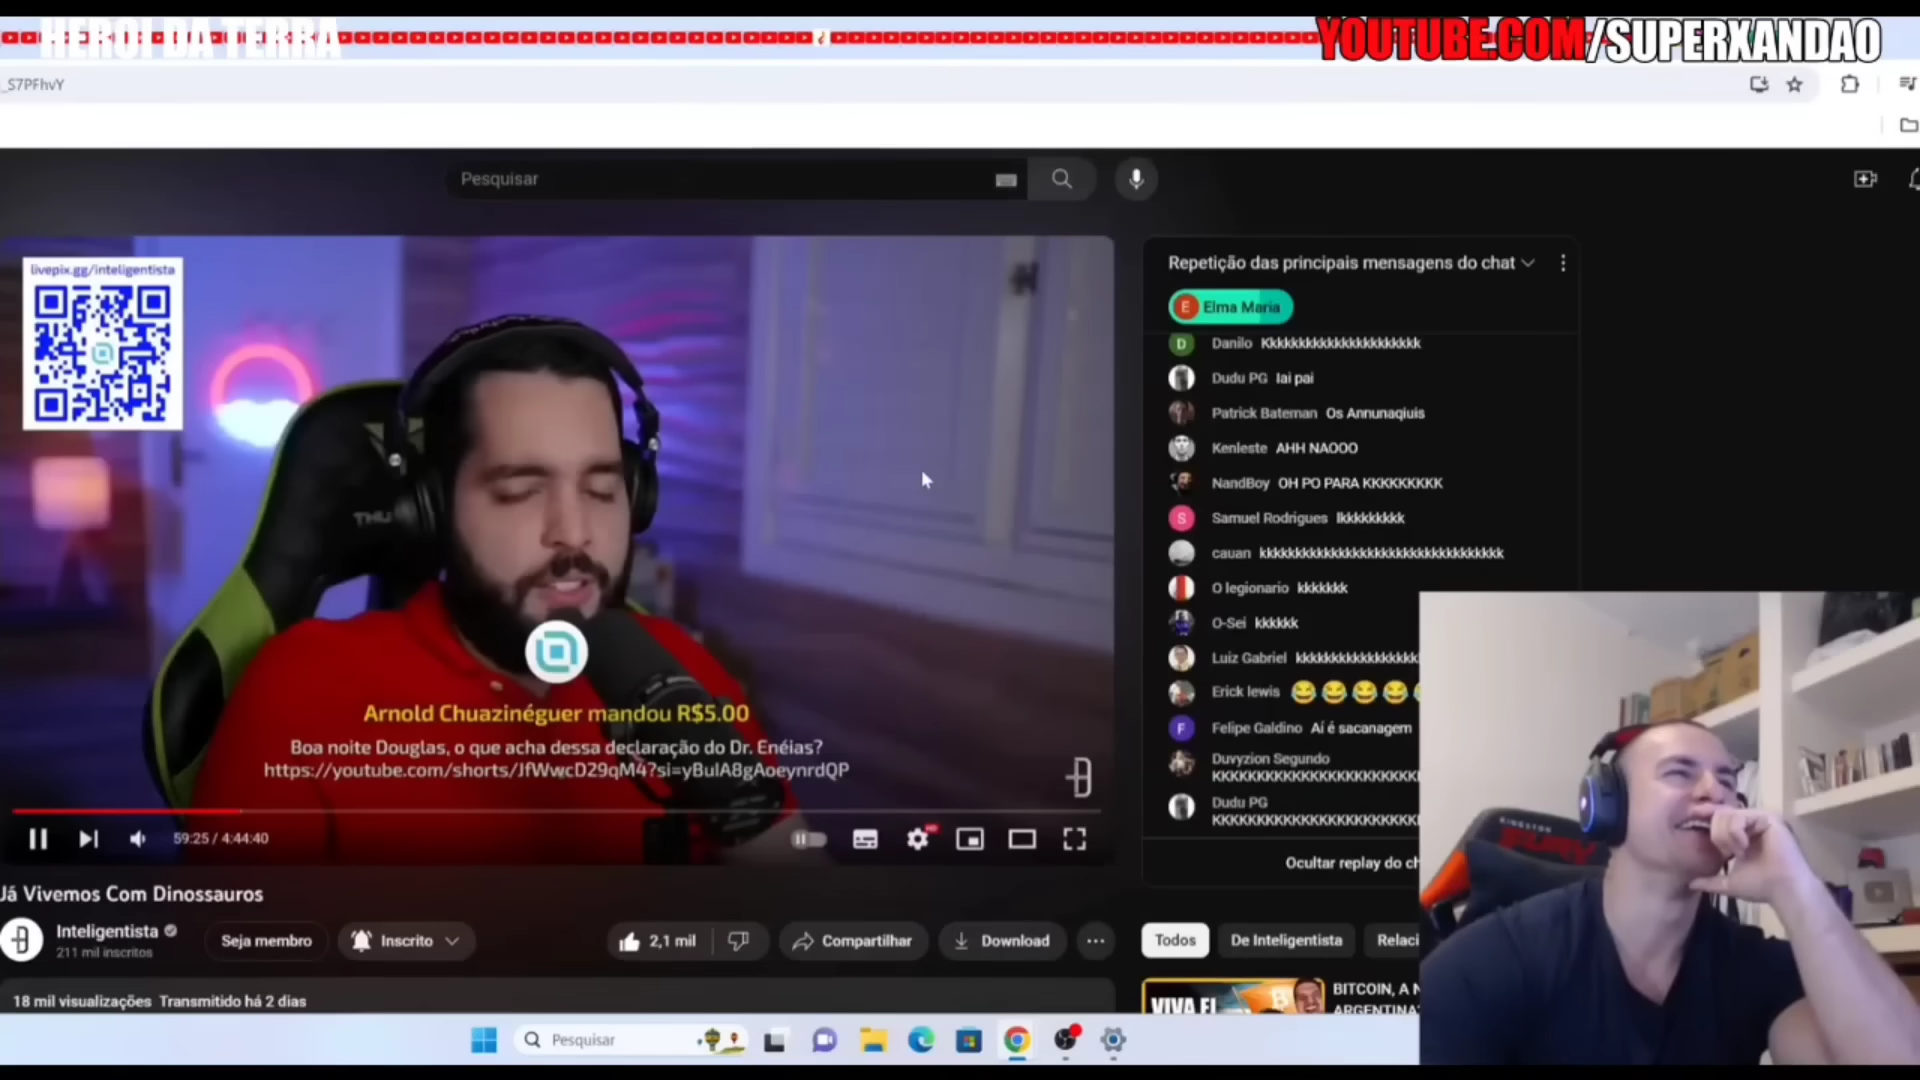 HEROI DA TERRA
YOUTUBE.COM/SUPERXANDAO
_S7PFhvY
Pesquisar
livepix.gg/inteligentista
Arnold Chuazinéguer mandou R$5.00
Boa noite Douglas, o que acha dessa declaração do Dr. Enéias?
https://youtube.com/shorts/JfWwcD29qM4?si=yBulA8gAoeynrdQP
59:25 / 4:44:40
Já Vivemos Com Dinossauros
Inteligentista
211 mil inscritos
Seja membro
Inscrito
2,1 mil
Compartilhar
Download
18 mil visualizações Transmitido há 2 dias
Repetição das principais mensagens do chat
E Elma Maria
D Danilo Kkkkkkkkkkkkkkkkkkkkkk
Dudu PG Iai pai
Patrick Bateman Os Annunaqiuis
Kenleste AHH NAOOO
NandBoy OH PO PARA KKKKKKKKK
S Samuel Rodrigues Ikkkkkkkkk
cauan kkkkkkkkkkkkkkkkkkkkkkkkkkkkkkkkkk
O legionario kkkkkkk
O-Sei kkkkkk
Luiz Gabriel kkkkkkkkkkkkkkkkk
Erick lewis 😂😂😂😂
F Felipe Galdino Aí é sacanagem
Duvyzion Segundo
KKKKKKKKKKKKKKKKKKKKKKK
Dudu PG
KKKKKKKKKKKKKKKKKKKKKKK
Ocultar replay do ch
Todos
De Inteligentista
Relaci
VIVA EL
BITCOIN, A N
ARGENTINA
KINGSTON
FURY
Pesquisar